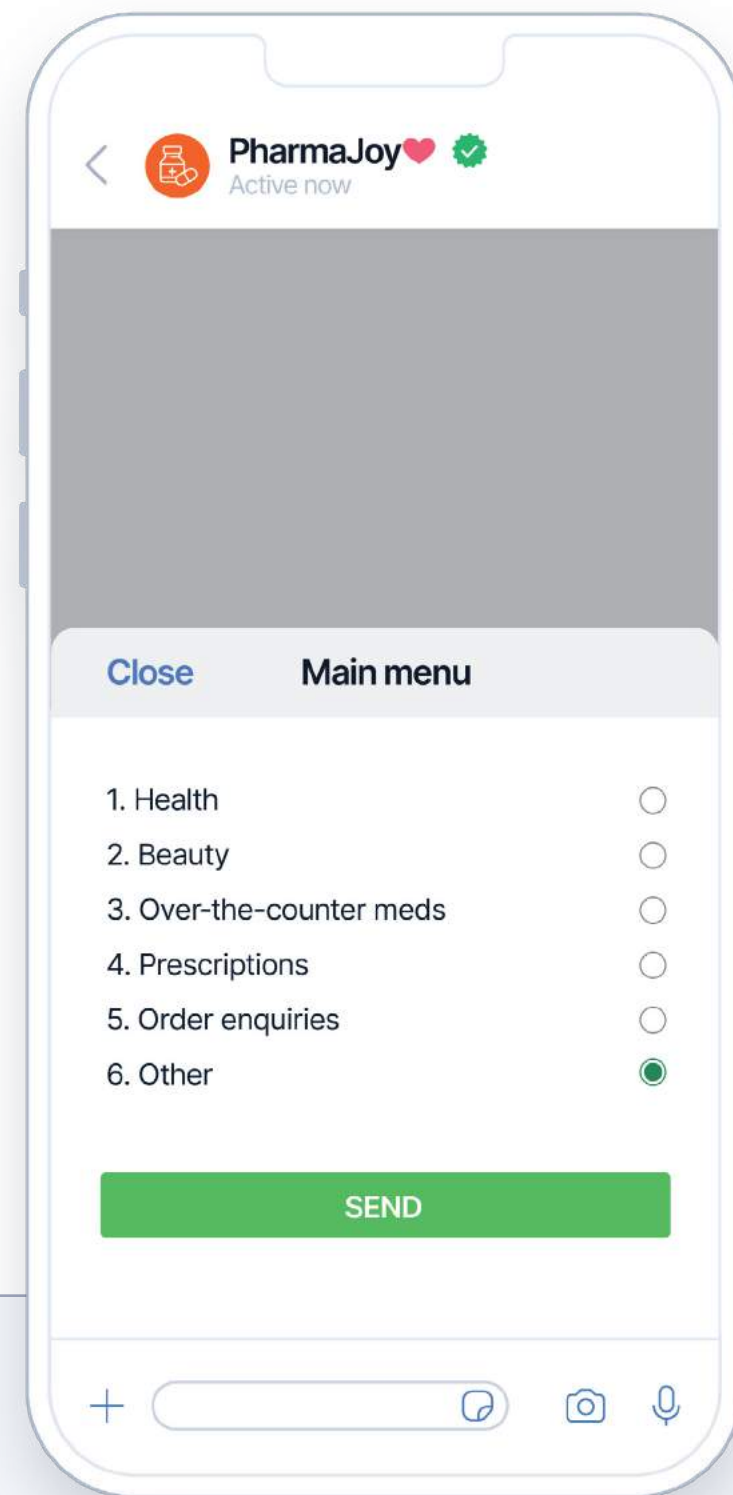 PharmaJoy
Active now
Close Main menu
1. Health
2. Beauty
3. Over-the-counter meds
4. Prescriptions
5. Order enquiries
6. Other
SEND